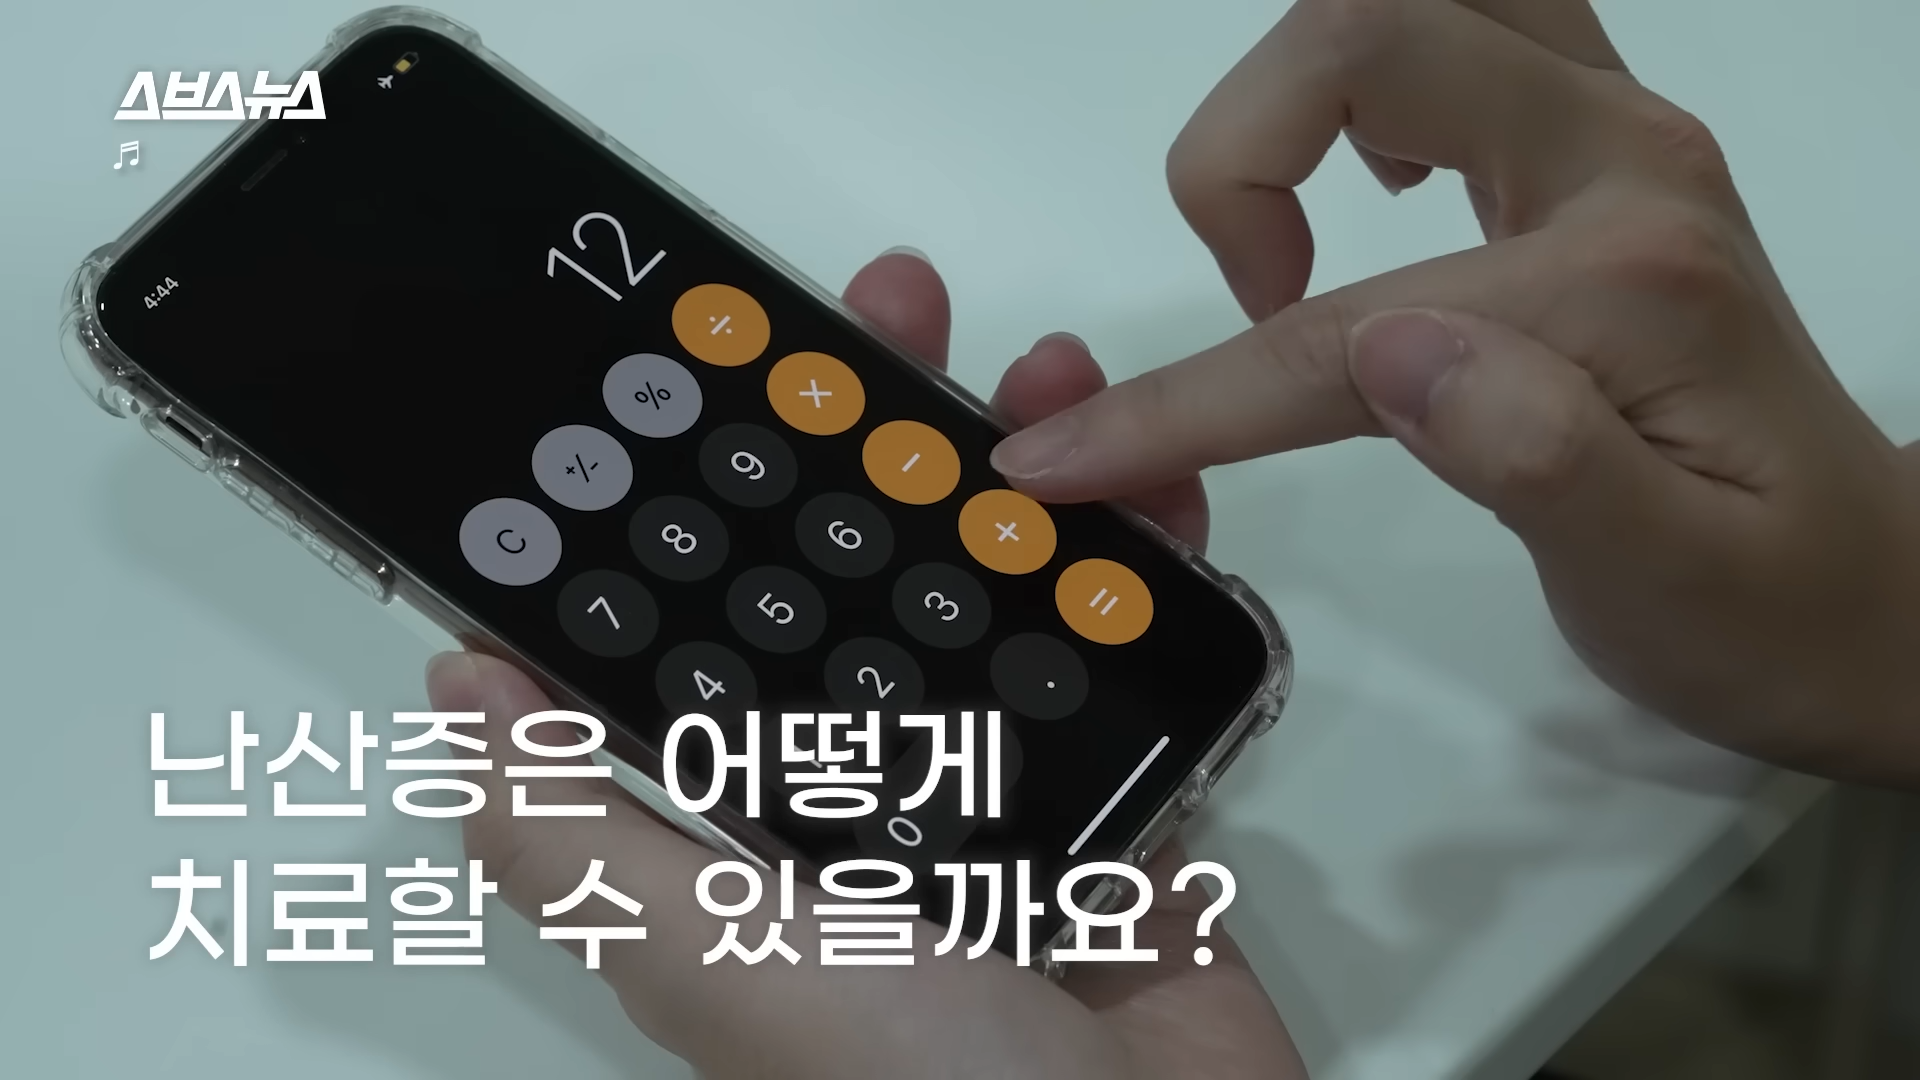 스브스뉴스
4:44
12
÷
% ×
+/- 9 −
C 8 6 +
7 5 3 =
4 2 .
0
난산증은 어떻게
치료할 수 있을까요?